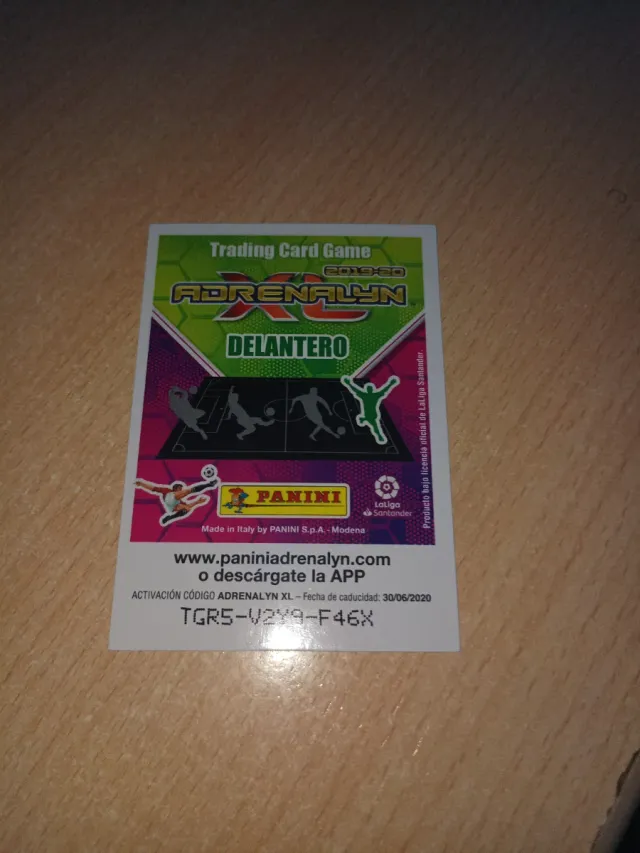 Trading Card Game
2019-20
ADRENALYN
XL
DELANTERO
PANINI
LaLiga
Santander
Made in Italy by PANINI S.p.A. - Modena
Producto bajo licencia oficial de LaLiga Santander.
www.paniniadrenalyn.com
o descárgate la APP
ACTIVACIÓN CÓDIGO ADRENALYN XL – Fecha de caducidad: 30/06/2020
TGR5-V2Y9-F46X